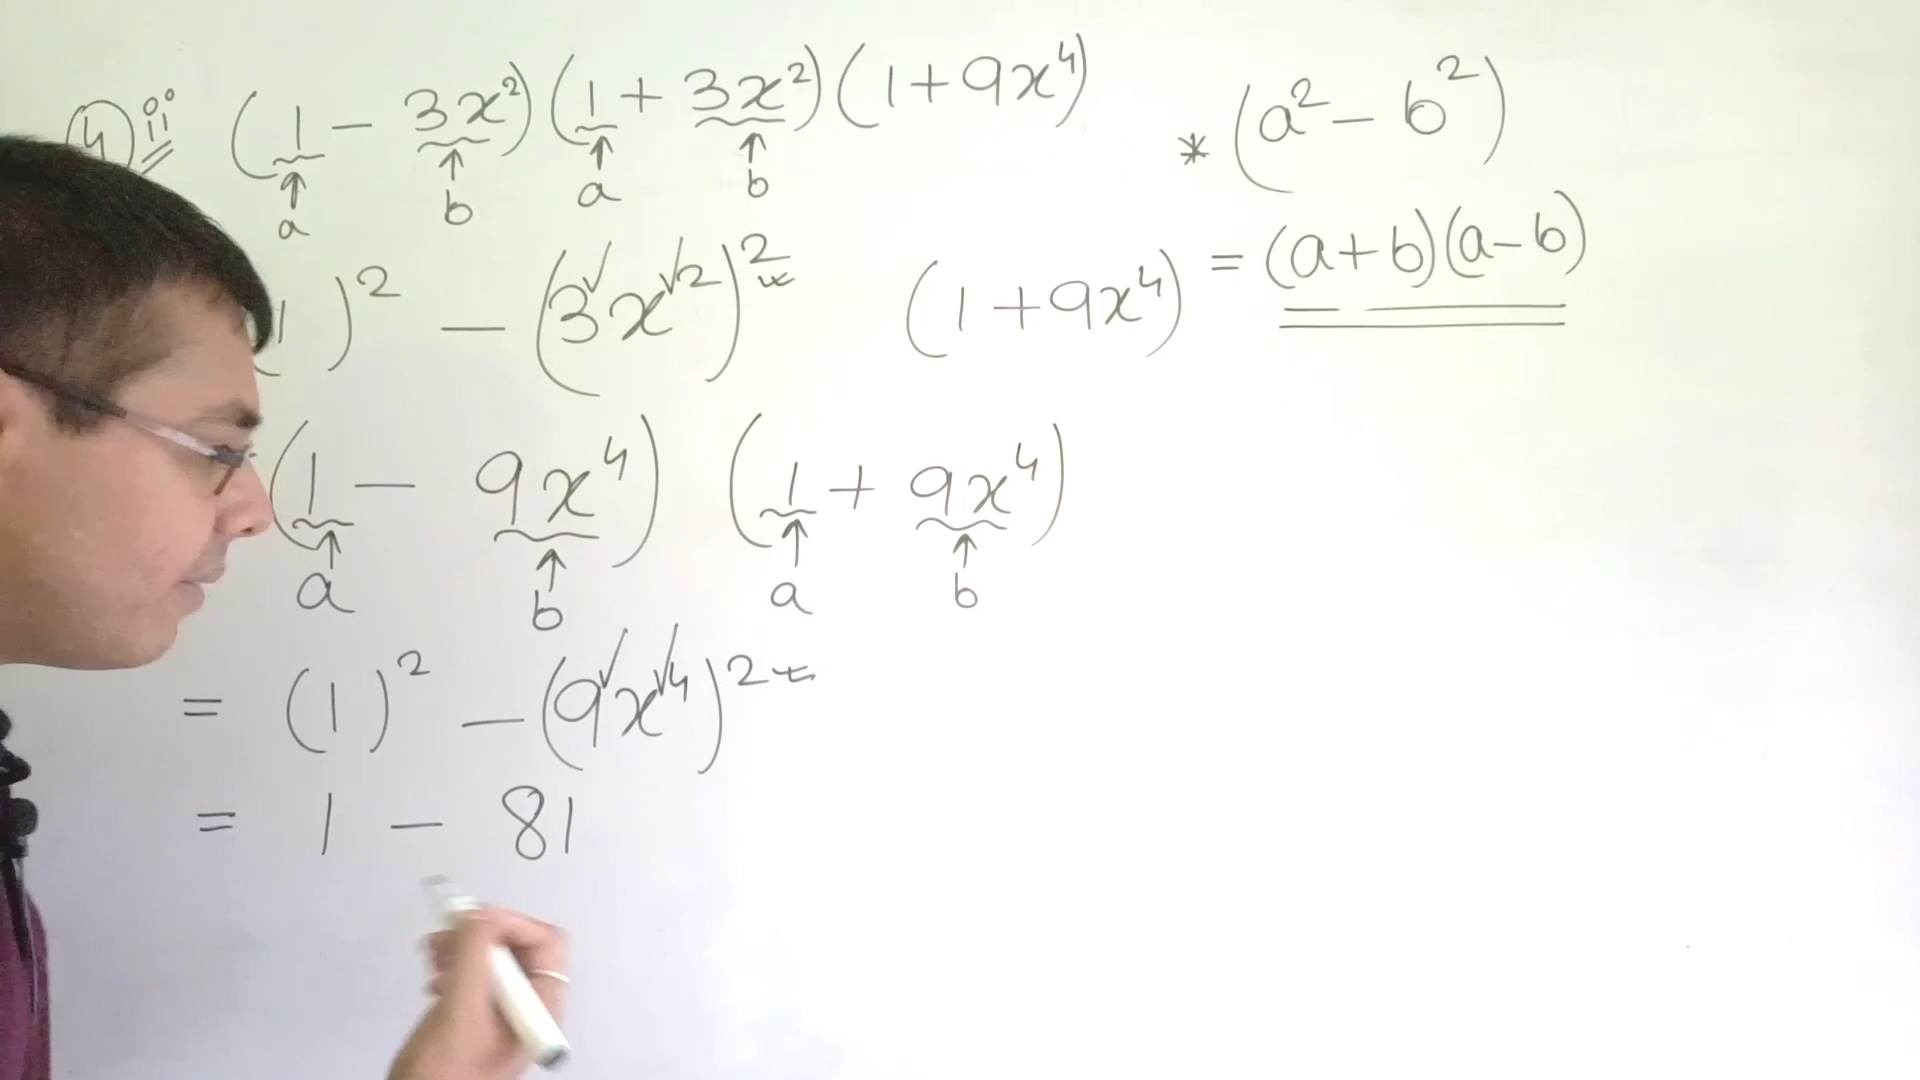 ④ ii (1 - 3x²)(1 + 3x²)(1 + 9x⁴)
a b a b
* (a² - b²)
= (a + b)(a - b)
1)² - (3x²)² (1 + 9x⁴)
(1 - 9x⁴) (1 + 9x⁴)
a b a b
= (1)² - (9x⁴)²
= 1 - 81